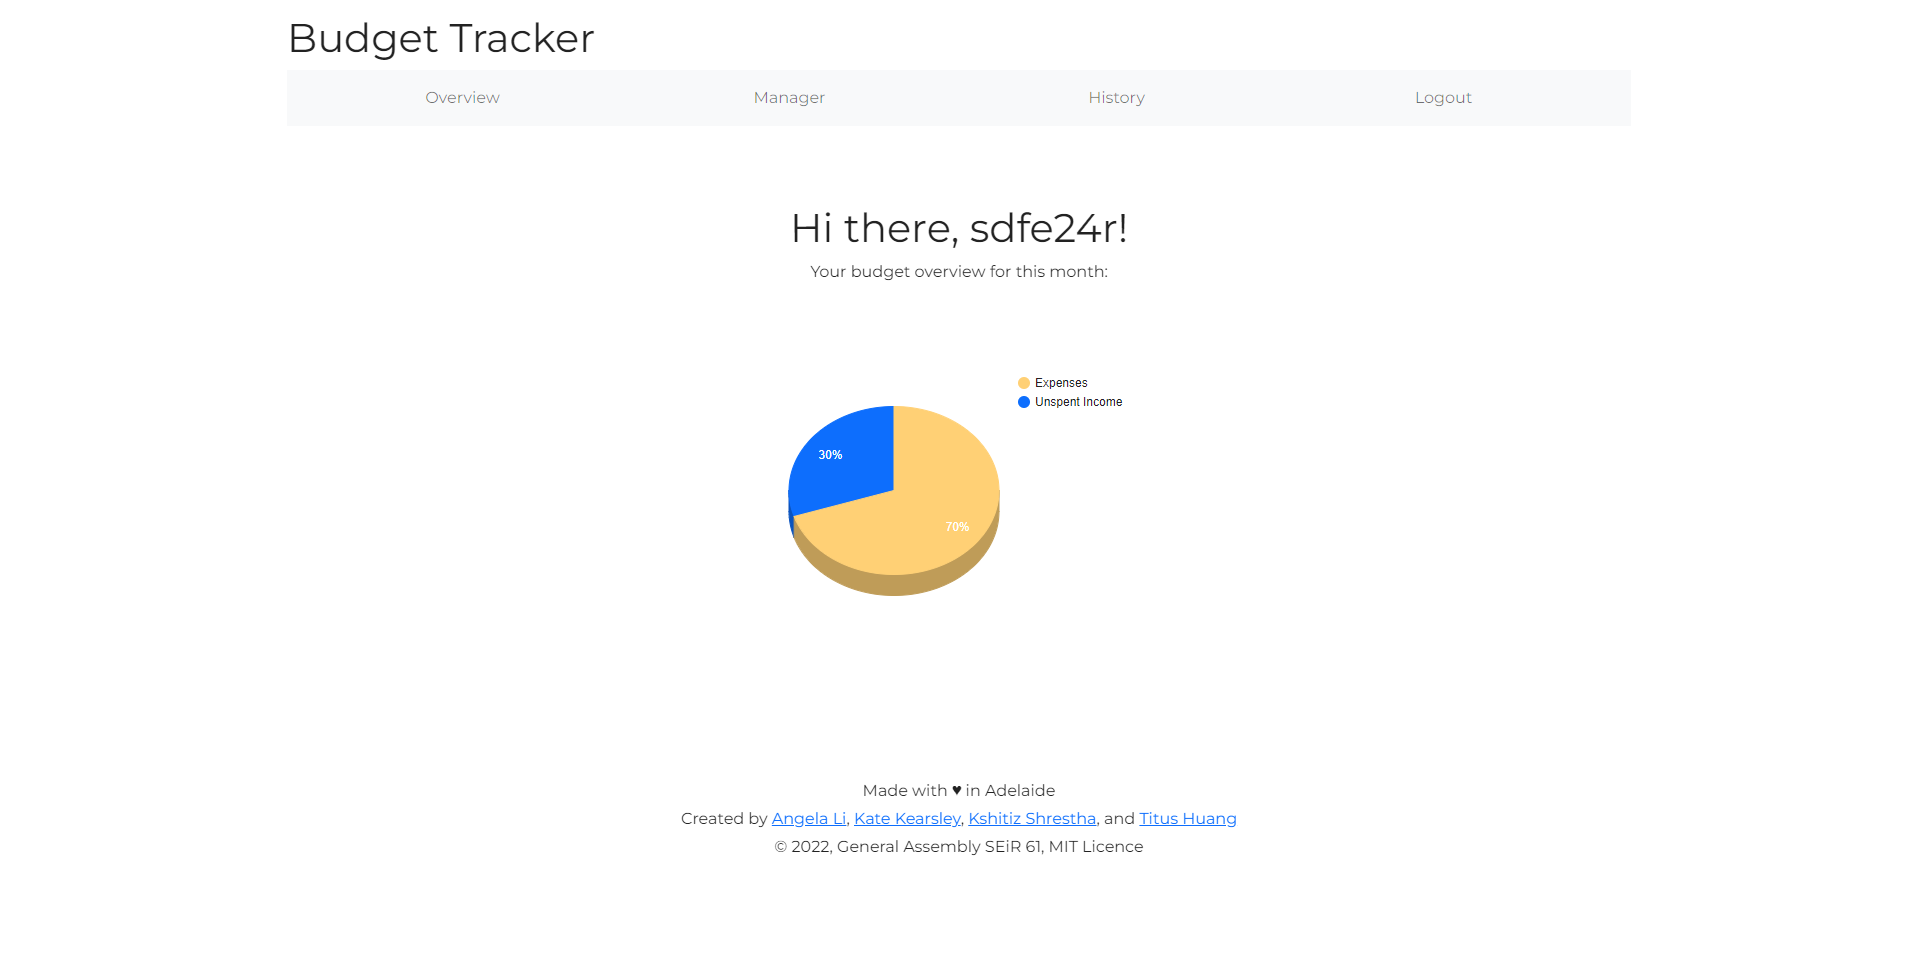 Budget Tracker
Overview Manager History Logout
Hi there, sdfe24r!
Your budget overview for this month:
Expenses
Unspent Income
30%
70%
Made with ♥ in Adelaide
Created by Angela Li, Kate Kearsley, Kshitiz Shrestha, and Titus Huang
© 2022, General Assembly SEiR 61, MIT Licence